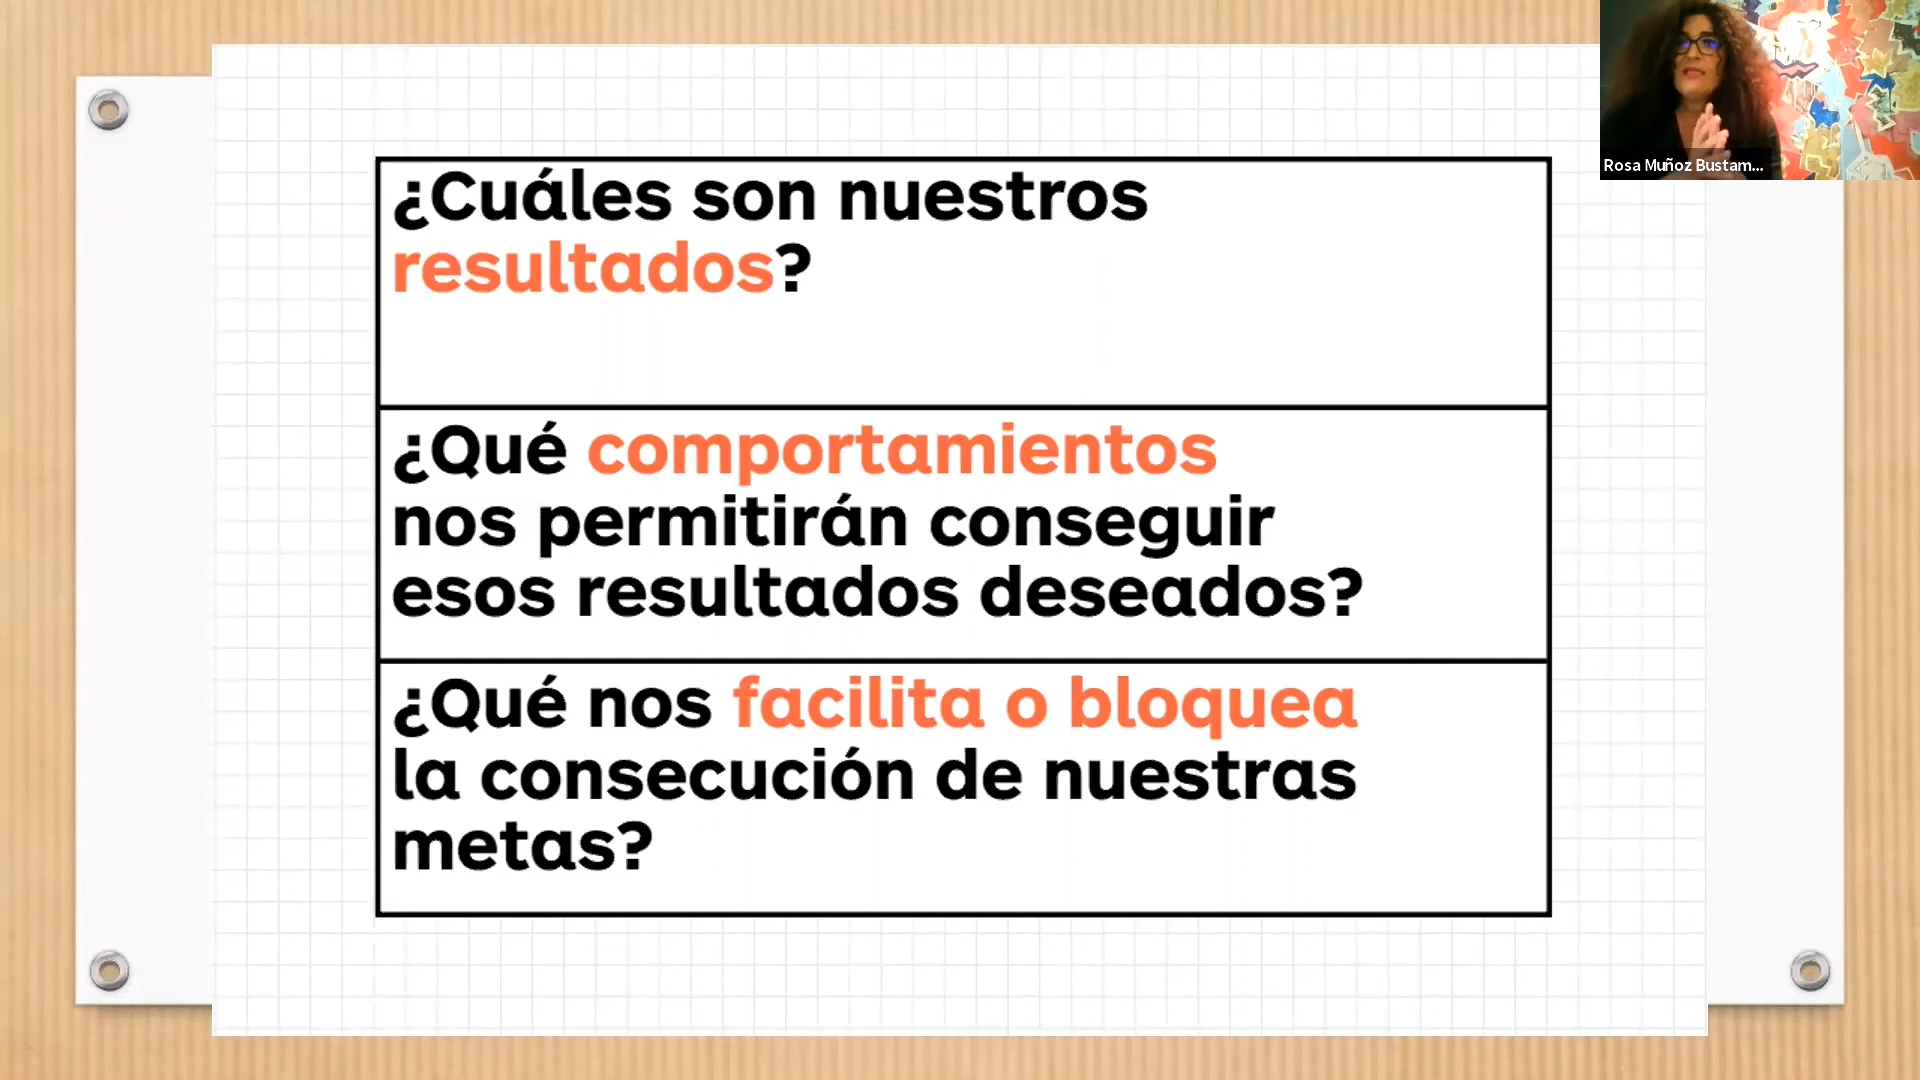 ¿Cuáles son nuestros
resultados?
¿Qué comportamientos
nos permitirán conseguir
esos resultados deseados?
¿Qué nos facilita o bloquea
la consecución de nuestras
metas?
Rosa Muñoz Bustam...